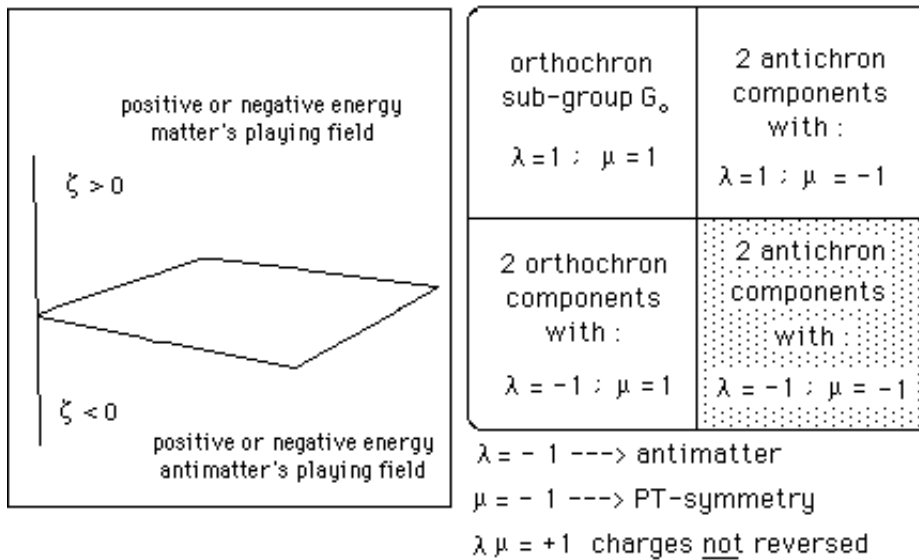 positive or negative energy
matter's playing field
ζ > 0
ζ < 0
positive or negative energy
antimatter's playing field
orthochron
sub-group G₀
λ = 1 ; μ = 1
2 antichron
components
with :
λ = 1 ; μ = -1
2 orthochron
components
with :
λ = -1 ; μ = 1
2 antichron
components
with :
λ = -1 ; μ = -1
λ = - 1 ---> antimatter
μ = - 1 ---> PT-symmetry
λ μ = +1 charges not reversed